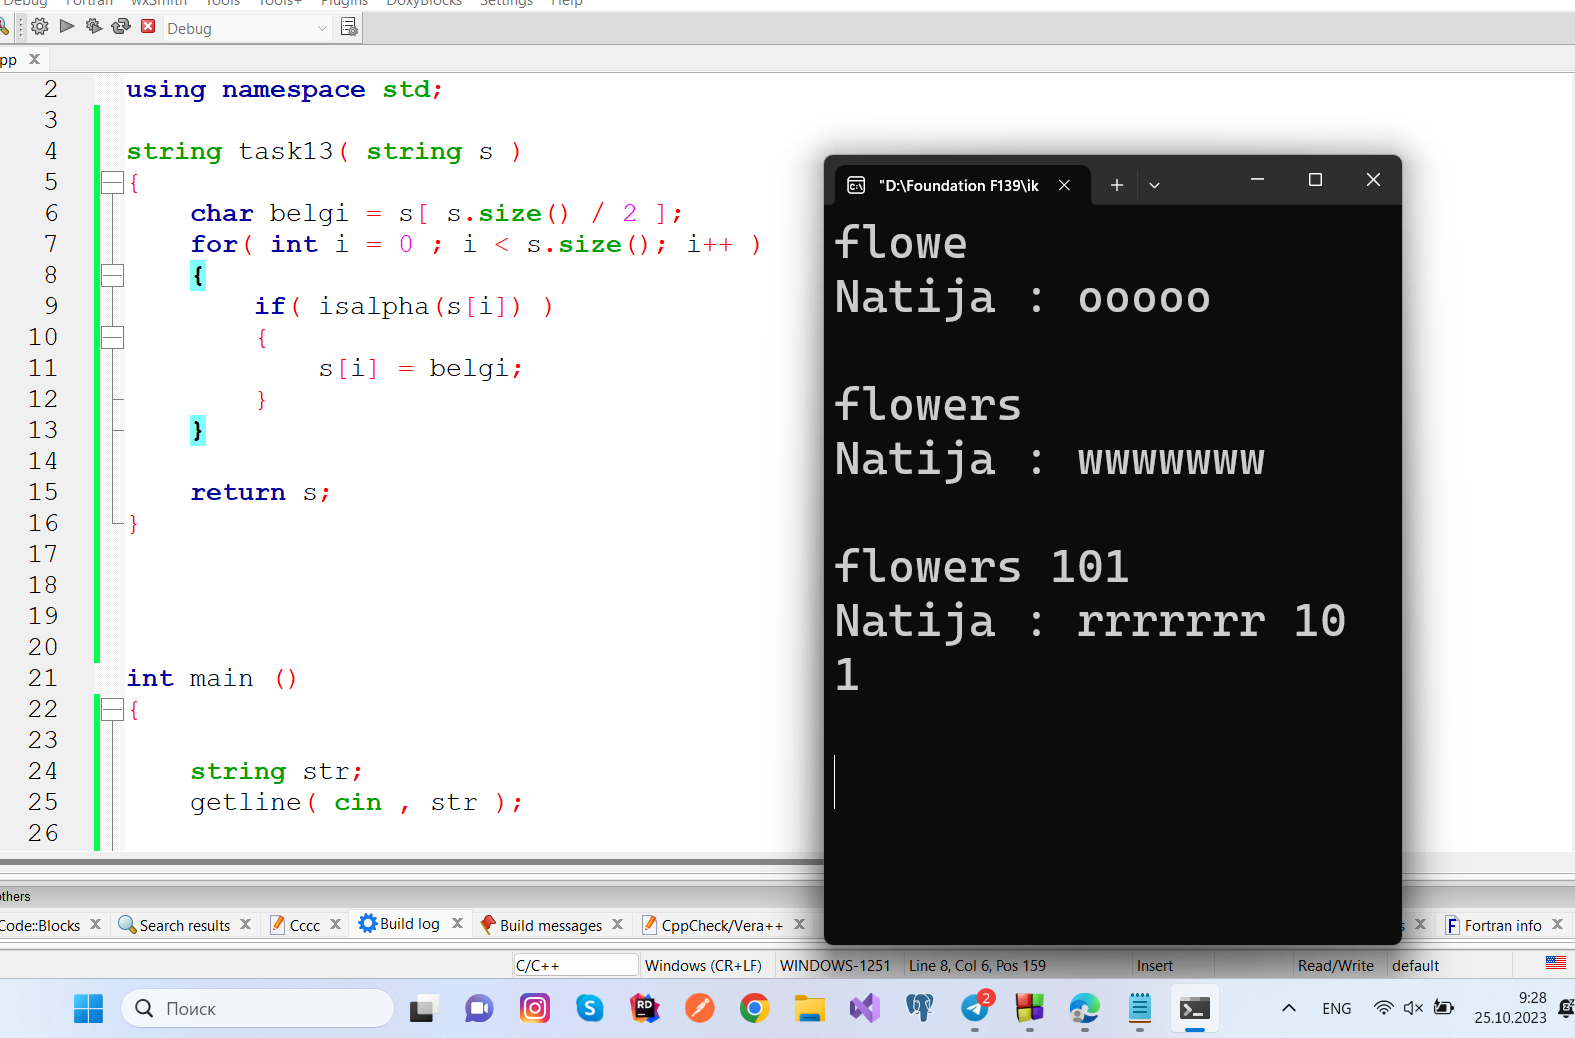 Debug Fortran wxSmith Tools Tools+ Plugins DoxyBlocks Settings Help
Debug
pp
2 using namespace std;
3
4 string task13( string s )
5 {
6 char belgi = s[ s.size() / 2 ];
7 for( int i = 0 ; i < s.size(); i++ )
8 {
9 if( isalpha(s[i]) )
10 {
11 s[i] = belgi;
12 }
13 }
14
15 return s;
16 }
17
18
19
20
21 int main ()
22 {
23
24 string str;
25 getline( cin , str );
26
"D:\Foundation F139\ik
flowe
Natija : ooooo
flowers
Natija : wwwwwww
flowers 101
Natija : rrrrrrr 10
1
others
Code::Blocks Search results Cccc Build log Build messages CppCheck/Vera++ s Fortran info
C/C++ Windows (CR+LF) WINDOWS-1251 Line 8, Col 6, Pos 159 Insert Read/Write default
Поиск
RD
2
ENG
9:28
25.10.2023